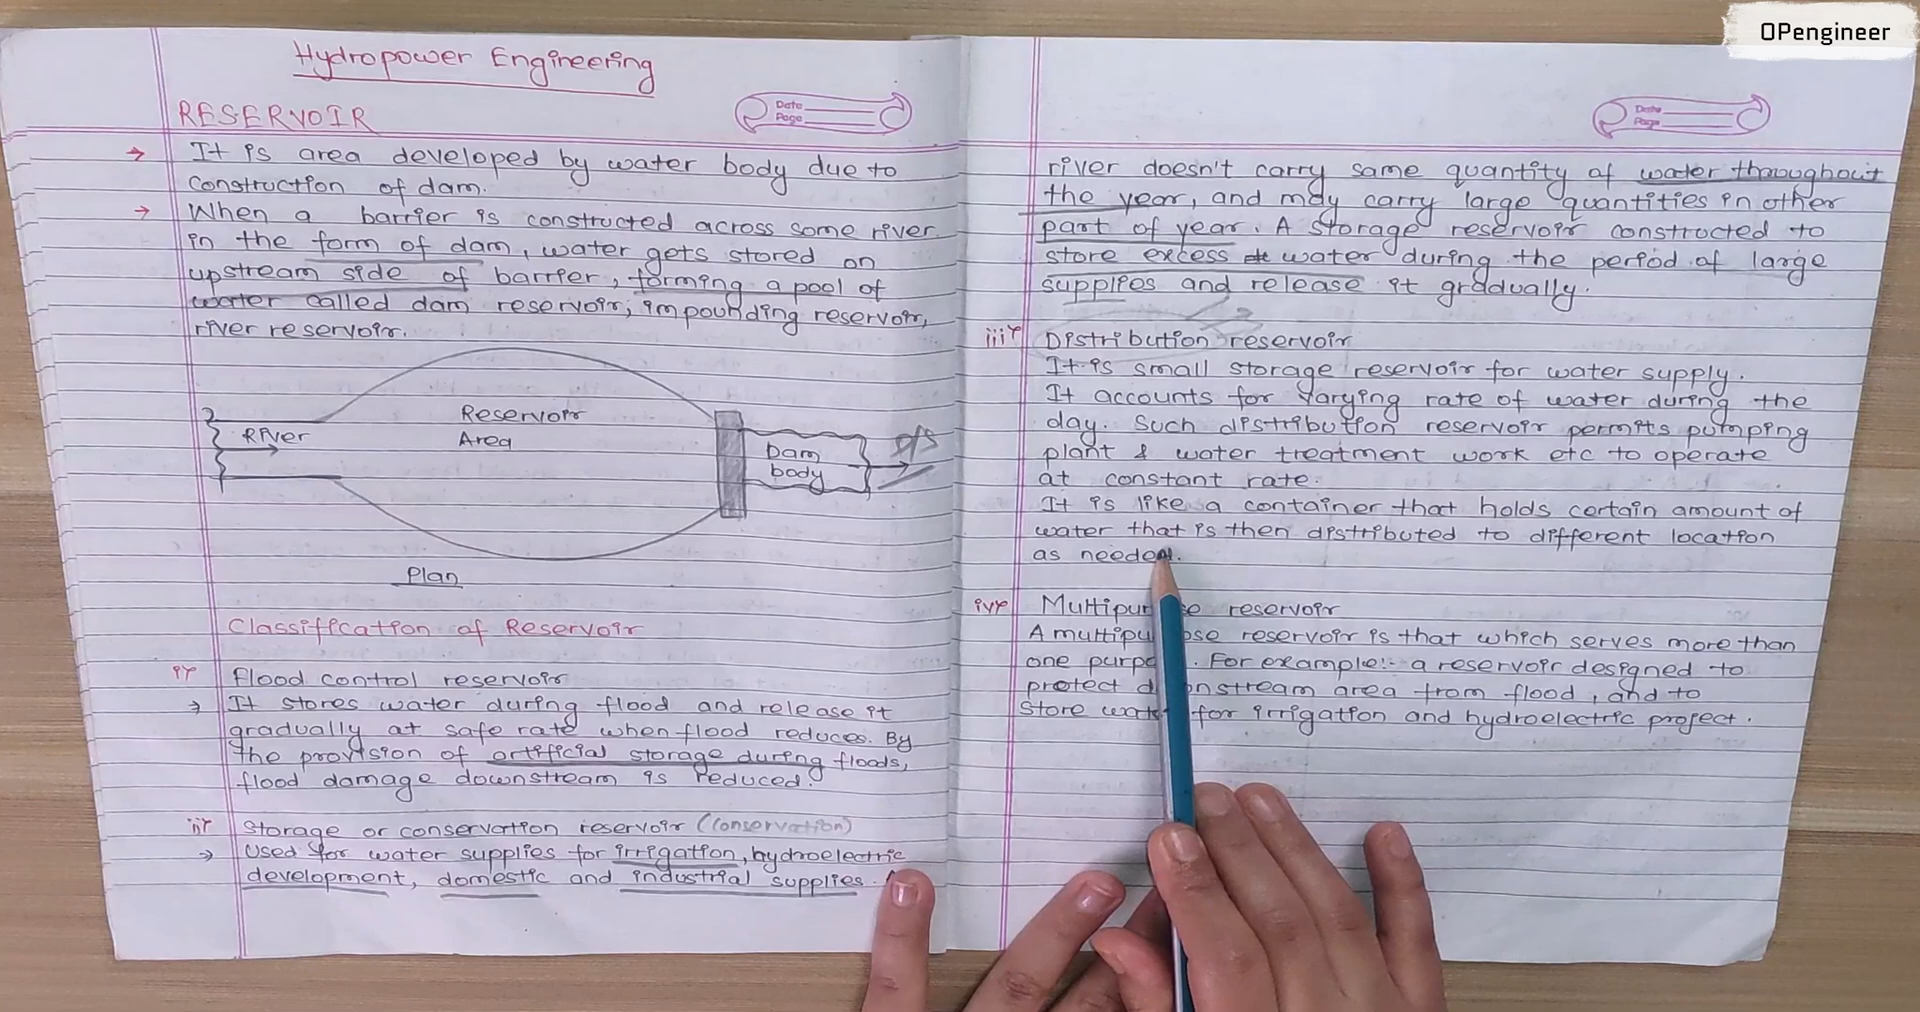 OPengineer
Hydropower Engineering
RESERVOIR
Date
Page
→ It is area developed by water body due to
construction of dam.
→ When a barrier is constructed across some river
in the form of dam, water gets stored on
upstream side of barrier, forming a pool of
water called dam reservoir, impounding reservoir,
river reservoir.
River
Reservoir
Area
Dam
body
D/S
Plan
Classification of Reservoir
i) Flood control reservoir
→ It stores water during flood and release it
gradually at safe rate when flood reduces. By
the provision of artificial storage during floods,
flood damage downstream is reduced.
ii) Storage or conservation reservoir (Conservation)
→ Used for water supplies for irrigation, hydroelectric
development, domestic and industrial supplies.
Date
Page
river doesn't carry same quantity of water throughout
the year, and may carry large quantities in other
part of year. A storage reservoir constructed to
store excess water during the period of large
supplies and release it gradually.
iii) Distribution reservoir
It is small storage reservoir for water supply.
It accounts for varying rate of water during the
day. Such distribution reservoir permits pumping
plant & water treatment work etc to operate
at constant rate.
It is like a container that holds certain amount of
water that is then distributed to different location
as needed.
iv) reservoir
A reservoir is that which serves more than
one For example:- a reservoir designed to
protect area from flood, and to
store for irrigation and hydroelectric project.